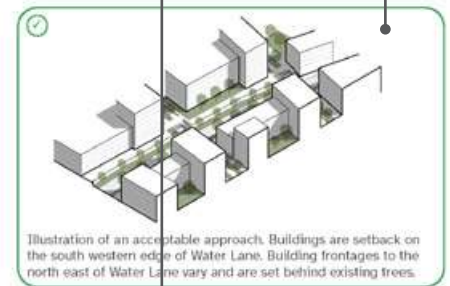 Illustration of an acceptable approach. Buildings are setback on
the south western edge of Water Lane. Building frontages to the
north east of Water Lane vary and are set behind existing trees.